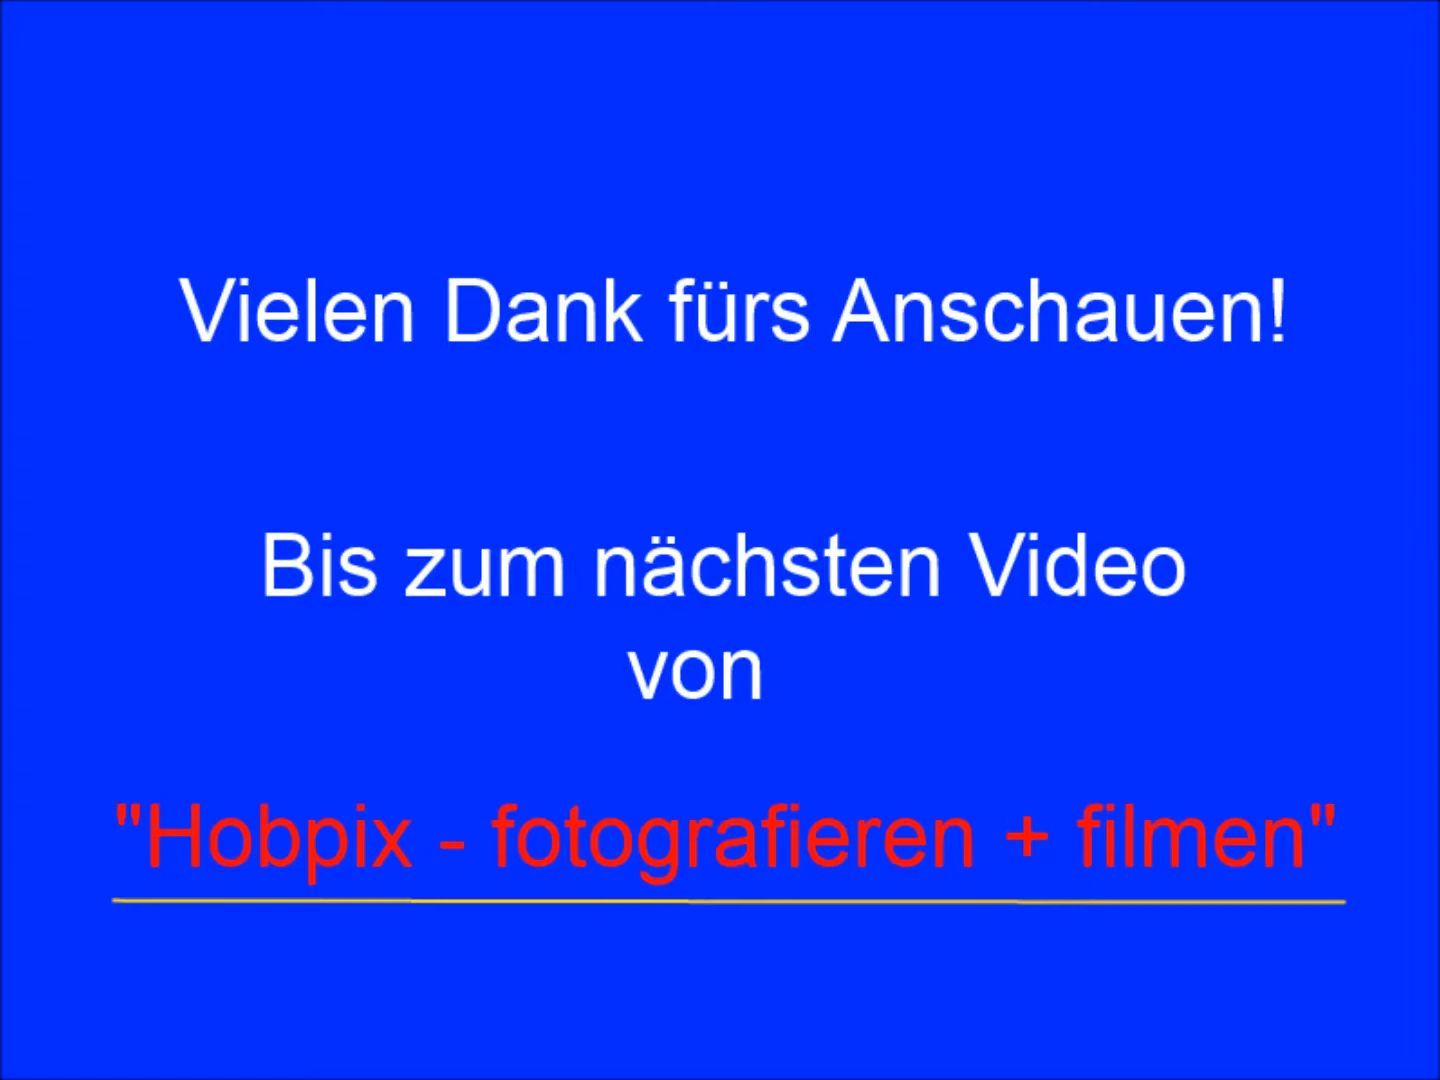 Vielen Dank fürs Anschauen!
Bis zum nächsten Video
von
"Hobpix - fotografieren + filmen"